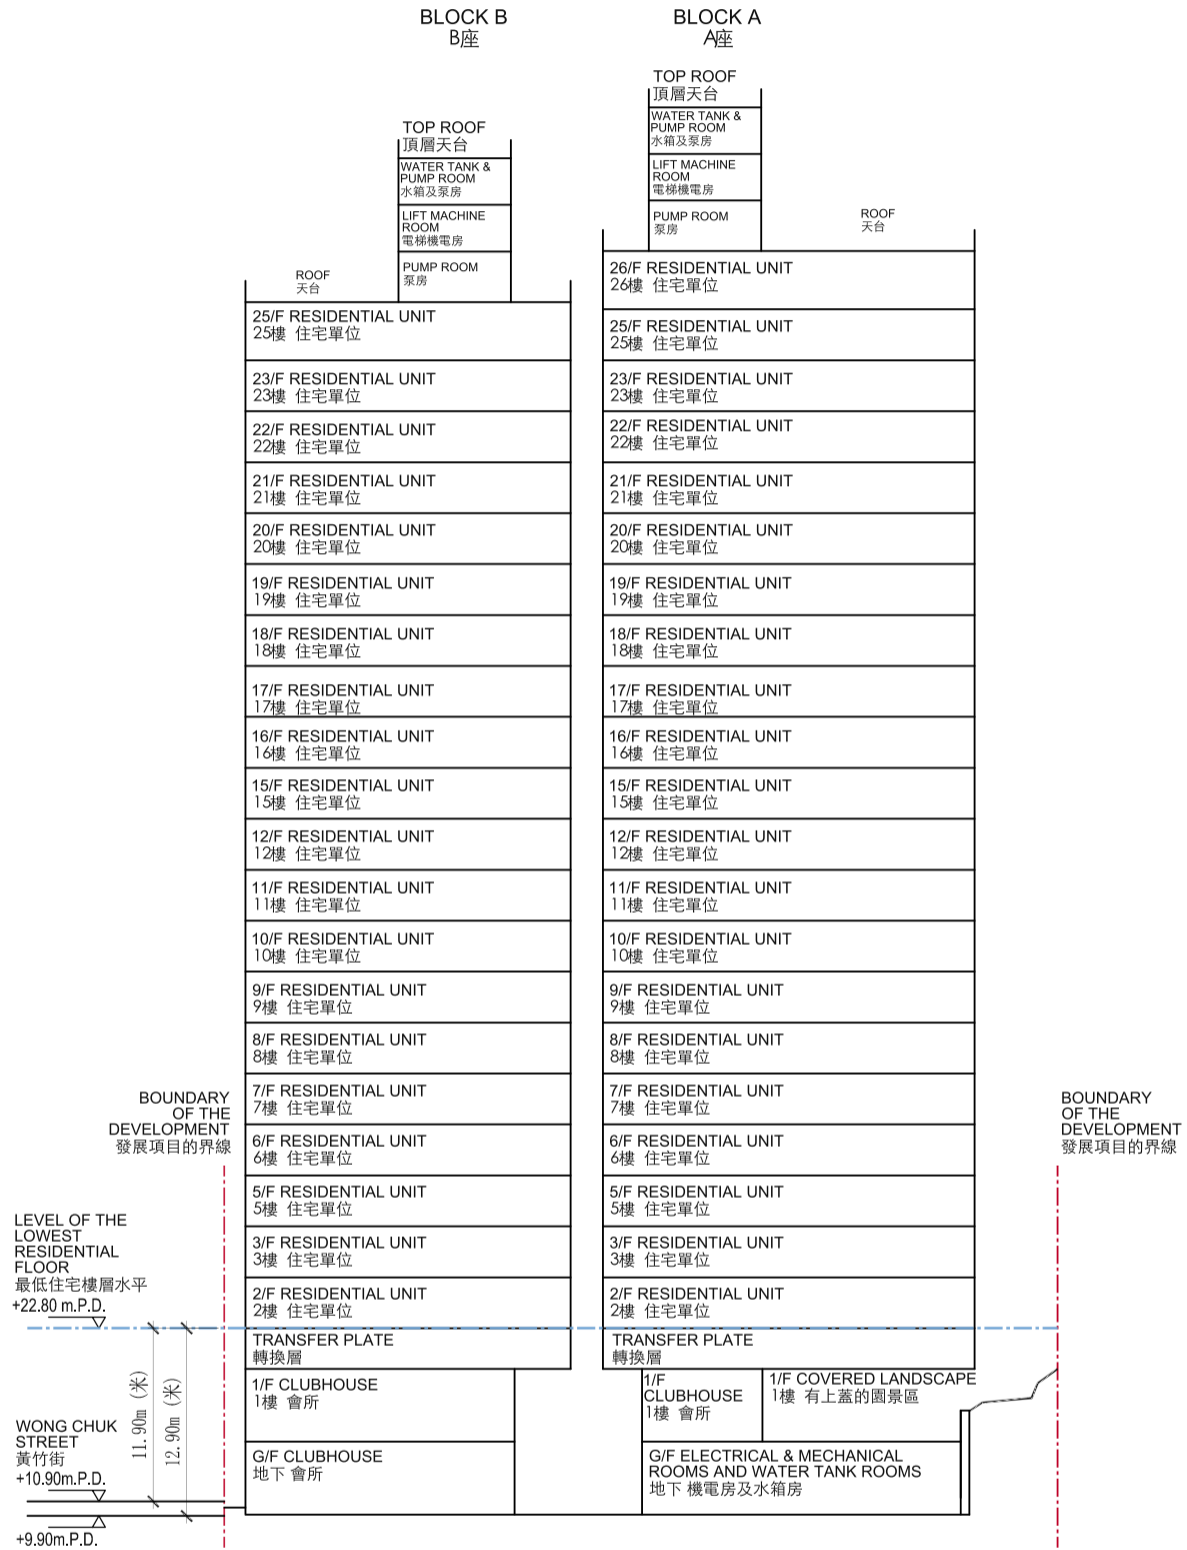 BLOCK B
B座
BLOCK A
A座
TOP ROOF
頂層天台
WATER TANK &
PUMP ROOM
水箱及泵房
LIFT MACHINE
ROOM
電梯機電房
PUMP ROOM
泵房
ROOF
天台
25/F RESIDENTIAL UNIT
25樓 住宅單位
23/F RESIDENTIAL UNIT
23樓 住宅單位
22/F RESIDENTIAL UNIT
22樓 住宅單位
21/F RESIDENTIAL UNIT
21樓 住宅單位
20/F RESIDENTIAL UNIT
20樓 住宅單位
19/F RESIDENTIAL UNIT
19樓 住宅單位
18/F RESIDENTIAL UNIT
18樓 住宅單位
17/F RESIDENTIAL UNIT
17樓 住宅單位
16/F RESIDENTIAL UNIT
16樓 住宅單位
15/F RESIDENTIAL UNIT
15樓 住宅單位
12/F RESIDENTIAL UNIT
12樓 住宅單位
11/F RESIDENTIAL UNIT
11樓 住宅單位
10/F RESIDENTIAL UNIT
10樓 住宅單位
9/F RESIDENTIAL UNIT
9樓 住宅單位
8/F RESIDENTIAL UNIT
8樓 住宅單位
7/F RESIDENTIAL UNIT
7樓 住宅單位
6/F RESIDENTIAL UNIT
6樓 住宅單位
5/F RESIDENTIAL UNIT
5樓 住宅單位
3/F RESIDENTIAL UNIT
3樓 住宅單位
2/F RESIDENTIAL UNIT
2樓 住宅單位
TRANSFER PLATE
轉換層
1/F CLUBHOUSE
1樓 會所
G/F CLUBHOUSE
地下 會所
TOP ROOF
頂層天台
WATER TANK &
PUMP ROOM
水箱及泵房
LIFT MACHINE
ROOM
電梯機電房
PUMP ROOM
泵房
ROOF
天台
26/F RESIDENTIAL UNIT
26樓 住宅單位
25/F RESIDENTIAL UNIT
25樓 住宅單位
23/F RESIDENTIAL UNIT
23樓 住宅單位
22/F RESIDENTIAL UNIT
22樓 住宅單位
21/F RESIDENTIAL UNIT
21樓 住宅單位
20/F RESIDENTIAL UNIT
20樓 住宅單位
19/F RESIDENTIAL UNIT
19樓 住宅單位
18/F RESIDENTIAL UNIT
18樓 住宅單位
17/F RESIDENTIAL UNIT
17樓 住宅單位
16/F RESIDENTIAL UNIT
16樓 住宅單位
15/F RESIDENTIAL UNIT
15樓 住宅單位
12/F RESIDENTIAL UNIT
12樓 住宅單位
11/F RESIDENTIAL UNIT
11樓 住宅單位
10/F RESIDENTIAL UNIT
10樓 住宅單位
9/F RESIDENTIAL UNIT
9樓 住宅單位
8/F RESIDENTIAL UNIT
8樓 住宅單位
7/F RESIDENTIAL UNIT
7樓 住宅單位
6/F RESIDENTIAL UNIT
6樓 住宅單位
5/F RESIDENTIAL UNIT
5樓 住宅單位
3/F RESIDENTIAL UNIT
3樓 住宅單位
2/F RESIDENTIAL UNIT
2樓 住宅單位
TRANSFER PLATE
轉換層
1/F
CLUBHOUSE
1樓 會所
1/F COVERED LANDSCAPE
1樓 有上蓋的園景區
G/F ELECTRICAL & MECHANICAL
ROOMS AND WATER TANK ROOMS
地下 機電房及水箱房
BOUNDARY
OF THE
DEVELOPMENT
發展項目的界線
BOUNDARY
OF THE
DEVELOPMENT
發展項目的界線
LEVEL OF THE
LOWEST
RESIDENTIAL
FLOOR
最低住宅樓層水平
+22.80 m.P.D.
11.90m (米)
12.90m (米)
WONG CHUK
STREET
黃竹街
+10.90m.P.D.
+9.90m.P.D.